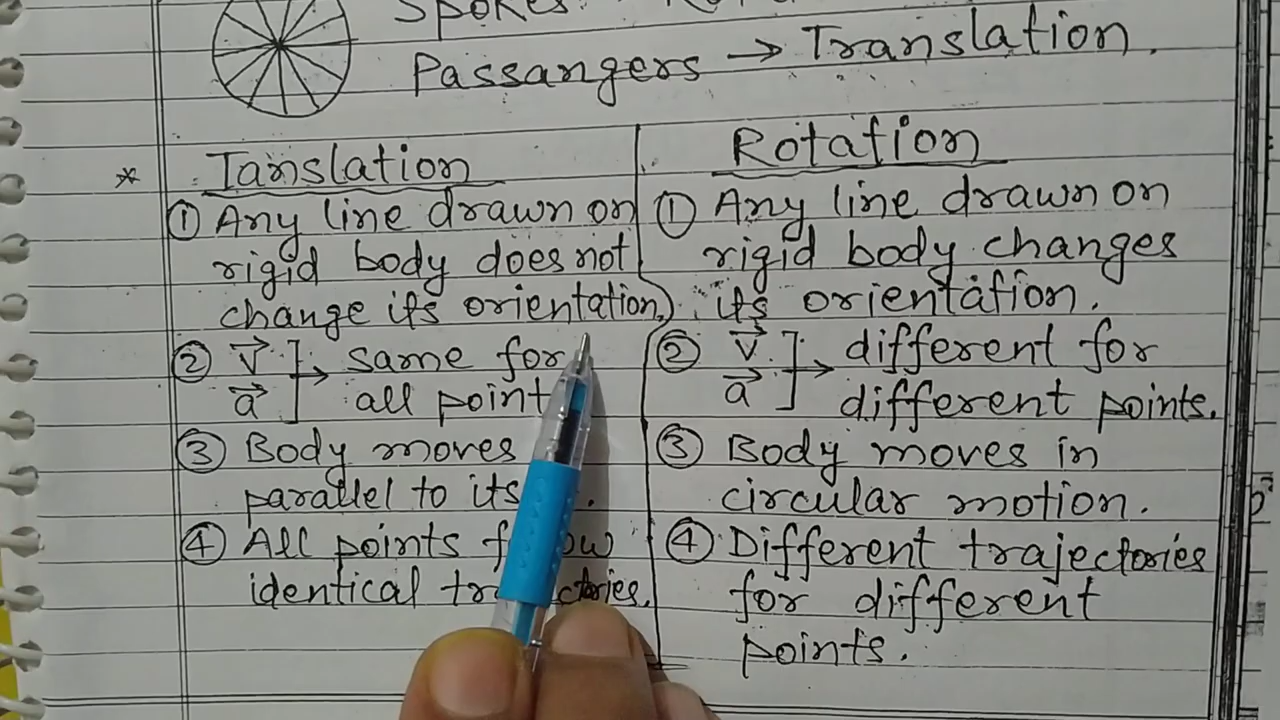 Spokes
Passangers → Translation.
* Tanslation
① Any line drawn on
rigid body does not
change its orientation.
② v⃗
a⃗ ] → same for
all point
③ Body moves
parallel to its
④ All points
identical
Rotation
① Any line drawn on
rigid body changes
its orientation.
② v⃗
a⃗ ] → different for
different points.
③ Body moves in
circular motion.
④ Different trajectories
for different
points.